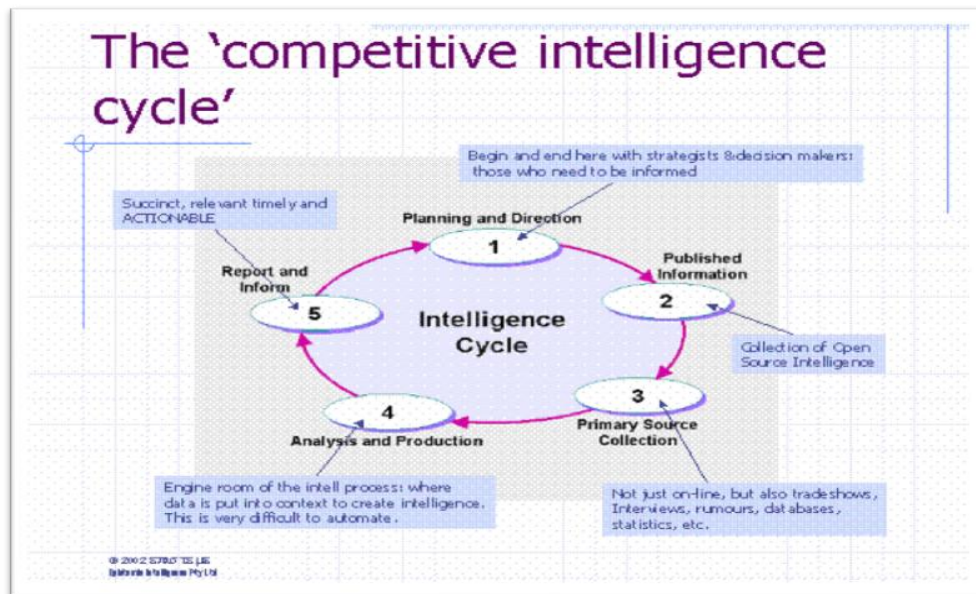 The ‘competitive intelligence
cycle’
Begin and end here with strategists &decision makers:
those who need to be informed
Succinct, relevant timely and
ACTIONABLE
Planning and Direction
1
Published
Information
2
Report and
Inform
5
Intelligence
Cycle
Collection of Open
Source Intelligence
3
Primary Source
Collection
4
Analysis and Production
Engine room of the intell process: where
data is put into context to create intelligence.
This is very difficult to automate.
Not just on-line, but also tradeshows,
Interviews, rumours, databases,
statistics, etc.
© 2002
Intelligence Pty Ltd